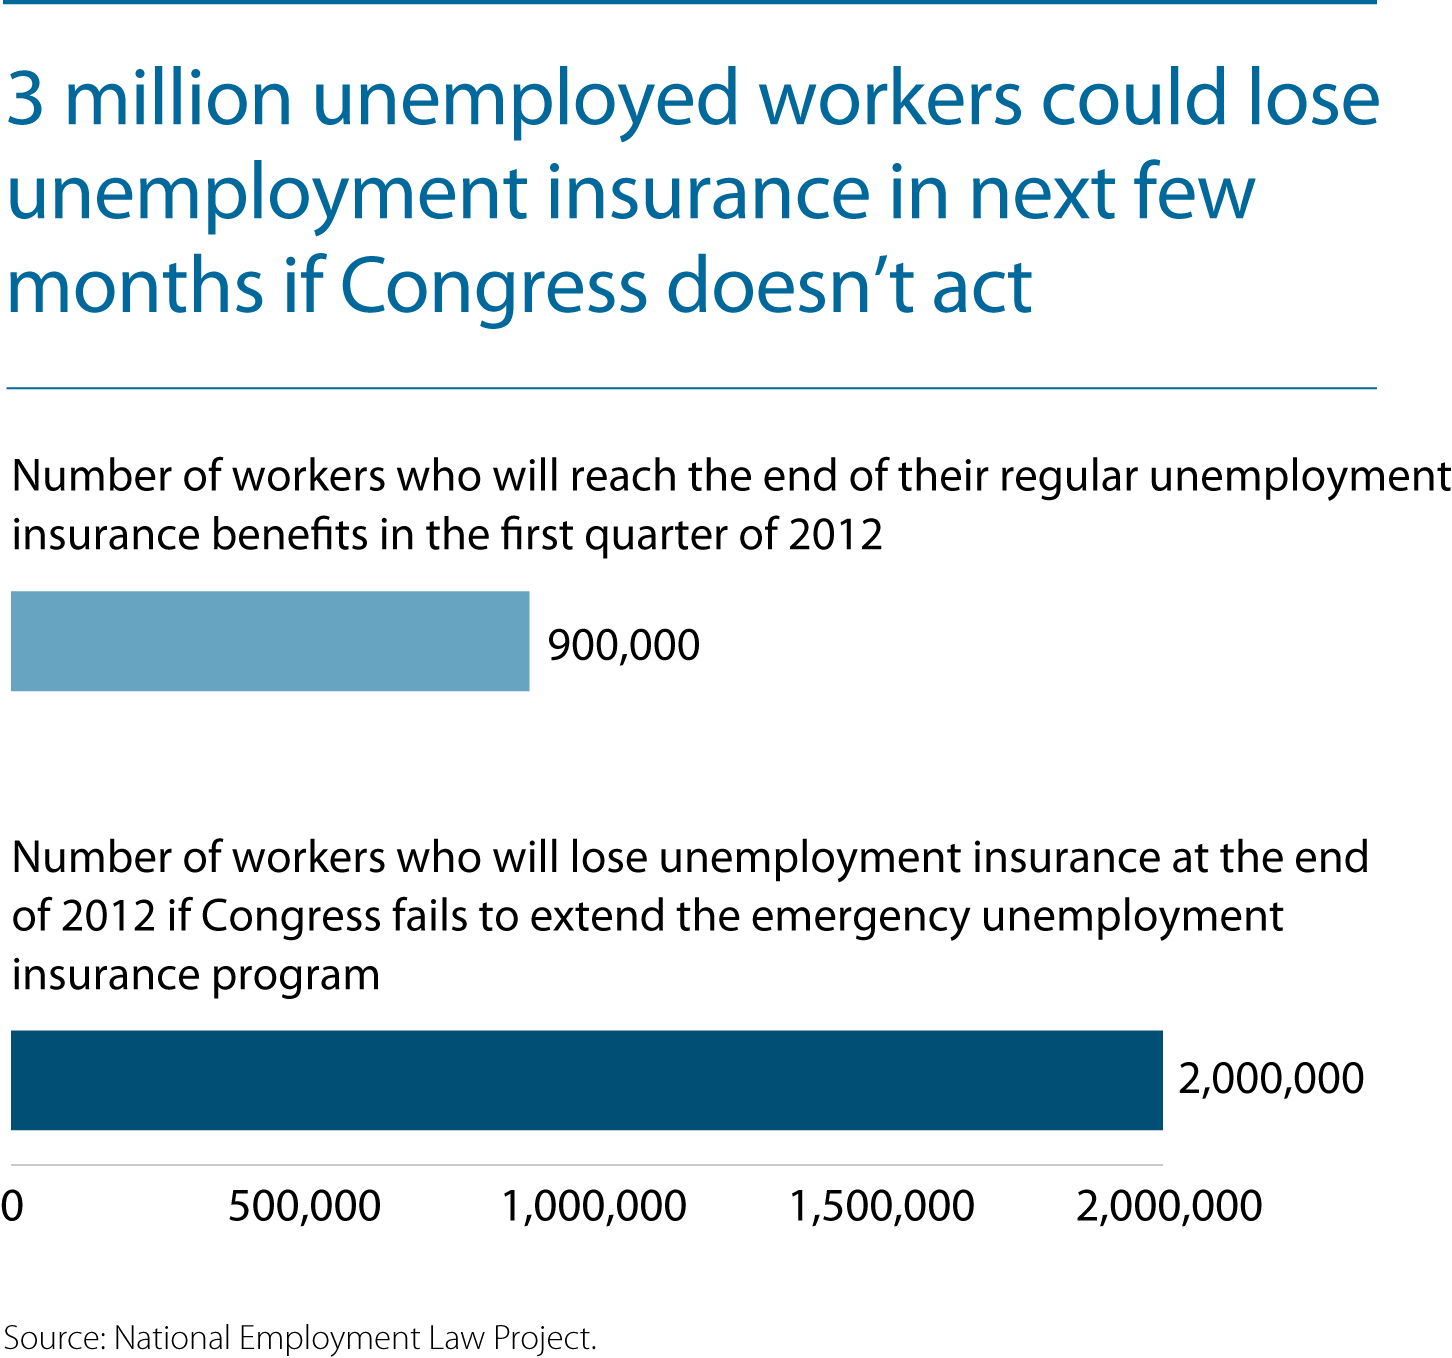 3 million unemployed workers could lose
unemployment insurance in next few
months if Congress doesn’t act
Number of workers who will reach the end of their regular unemployment
insurance benefits in the first quarter of 2012
900,000
Number of workers who will lose unemployment insurance at the end
of 2012 if Congress fails to extend the emergency unemployment
insurance program
2,000,000
0 500,000 1,000,000 1,500,000 2,000,000
Source: National Employment Law Project.